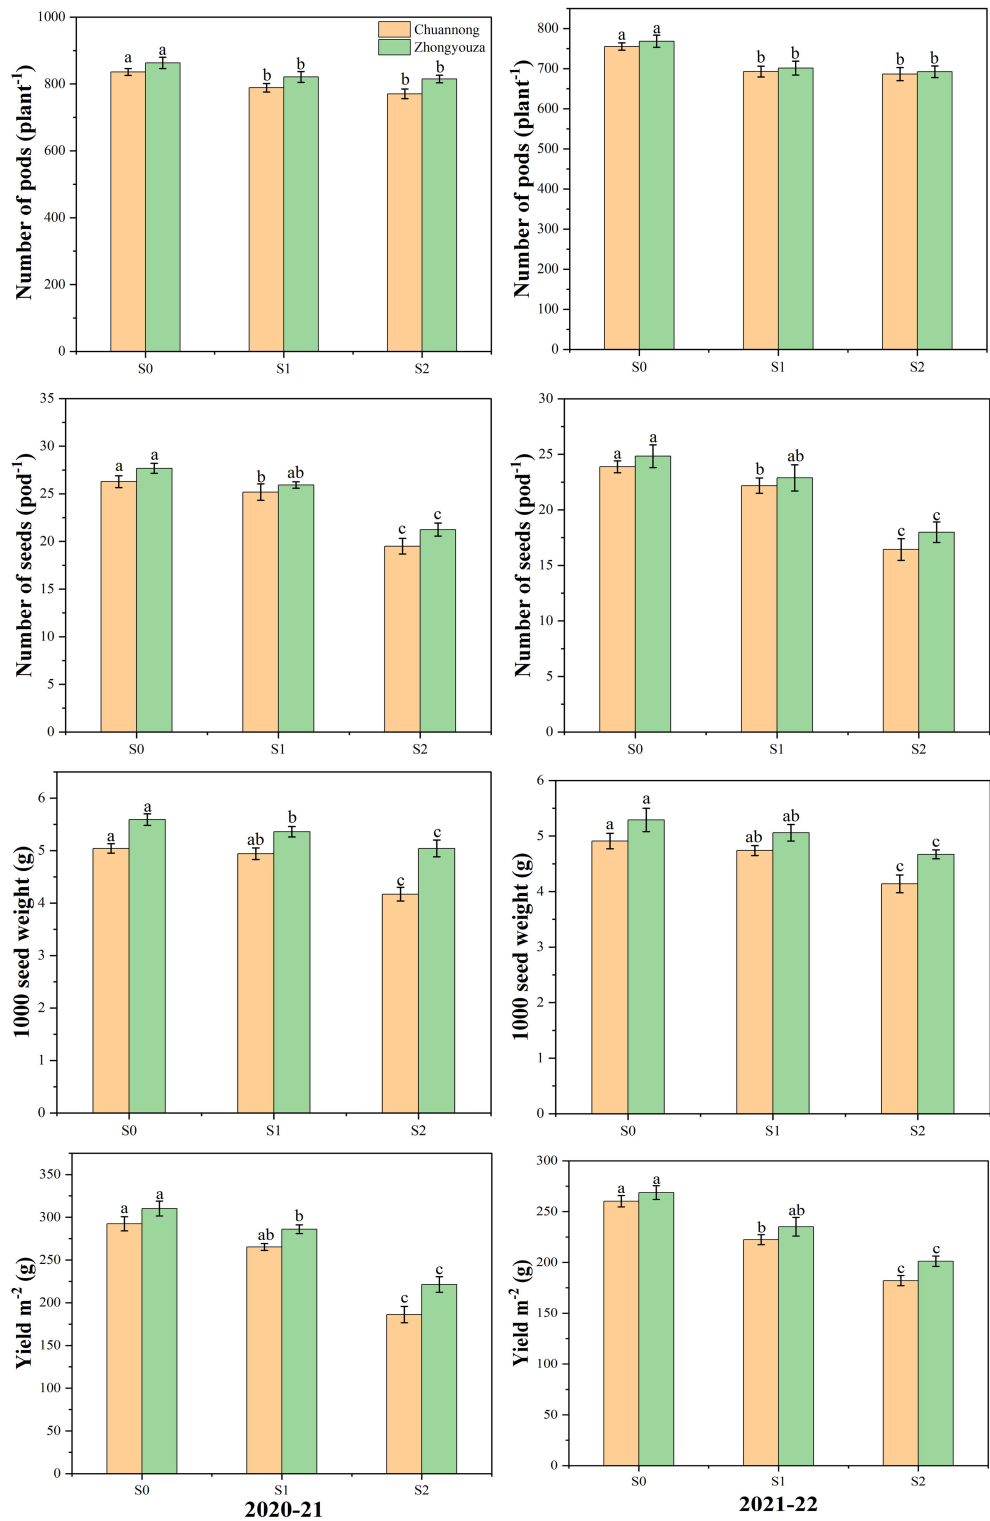 Number of pods (plant-1)
1000
800
600
400
200
0
Chuannong
Zhongyouza
a a b b b b
S0 S1 S2
Number of pods (plant-1)
800
700
600
500
400
300
200
100
0
a a b b b b
S0 S1 S2
Number of seeds (pod-1)
35
30
25
20
15
10
5
0
a a b ab c c
S0 S1 S2
Number of seeds (pod-1)
30
25
20
15
10
5
0
a a b ab c c
S0 S1 S2
1000 seed weight (g)
6
5
4
3
2
1
0
a a ab b c c
S0 S1 S2
1000 seed weight (g)
6
5
4
3
2
1
0
a a ab ab c c
S0 S1 S2
Yield m-2 (g)
350
300
250
200
150
100
50
0
a a ab b c c
S0 S1 S2
2020-21
Yield m-2 (g)
300
250
200
150
100
50
0
a a b ab c c
S0 S1 S2
2021-22